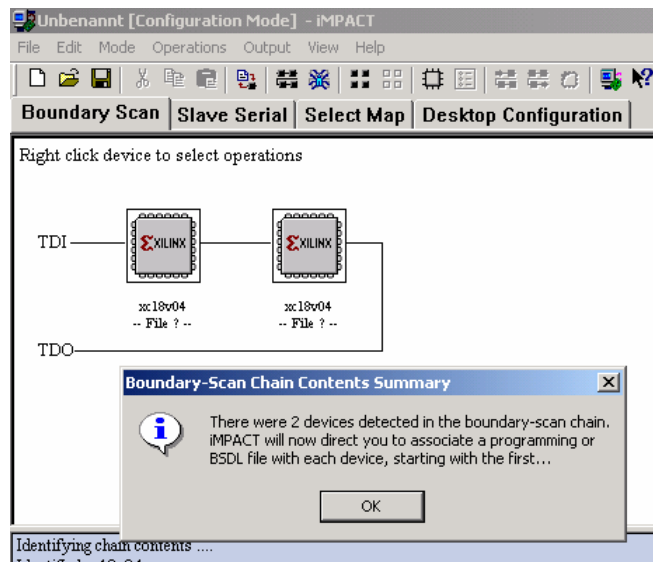 Unbenannt [Configuration Mode] - iMPACT
File Edit Mode Operations Output View Help
Boundary Scan Slave Serial Select Map Desktop Configuration
Right click device to select operations
TDI
XILINX XILINX
xc18v04 xc18v04
-- File ? -- -- File ? --
TDO
Boundary-Scan Chain Contents Summary
There were 2 devices detected in the boundary-scan chain.
iMPACT will now direct you to associate a programming or
BSDL file with each device, starting with the first...
OK
Identifying chain contents ....